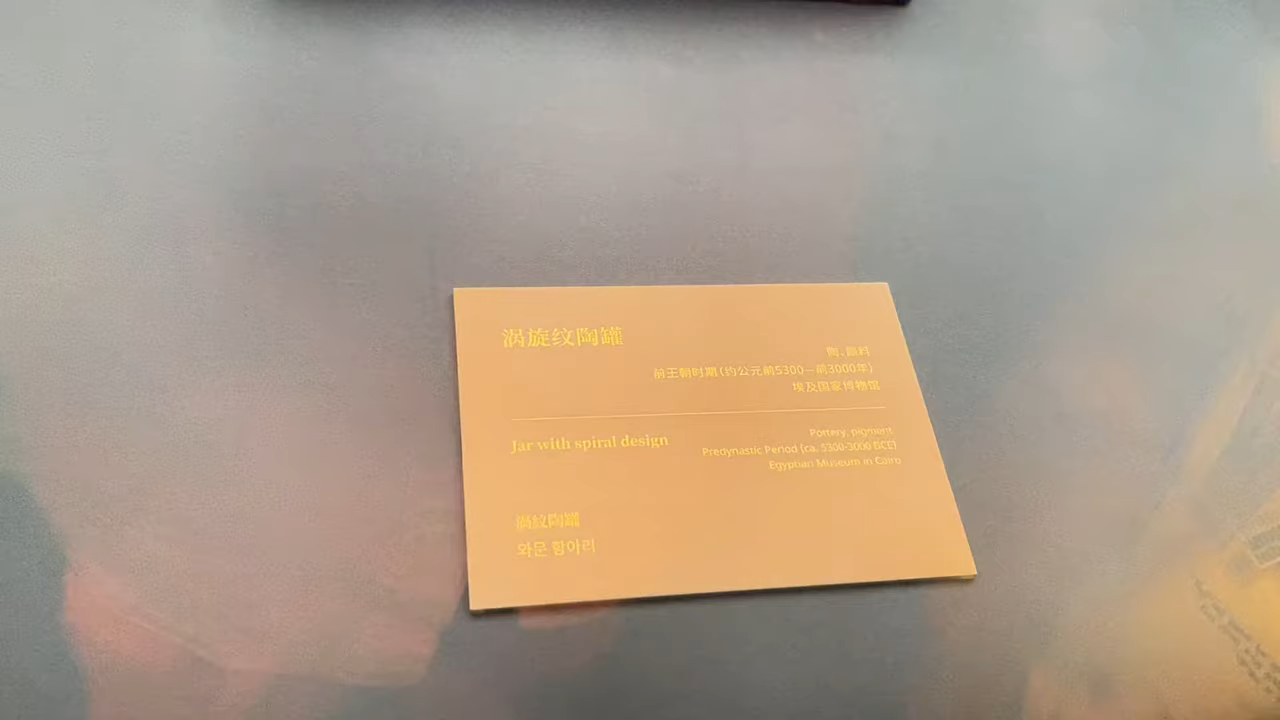 涡旋纹陶罐
陶、颜料
前王朝时期(约公元前5300—前3000年)
埃及国家博物馆
Jar with spiral design
Pottery, pigment
Predynastic Period (ca. 5300-3000 BCE)
Egyptian Museum in Cairo
渦紋陶罐
와문 항아리